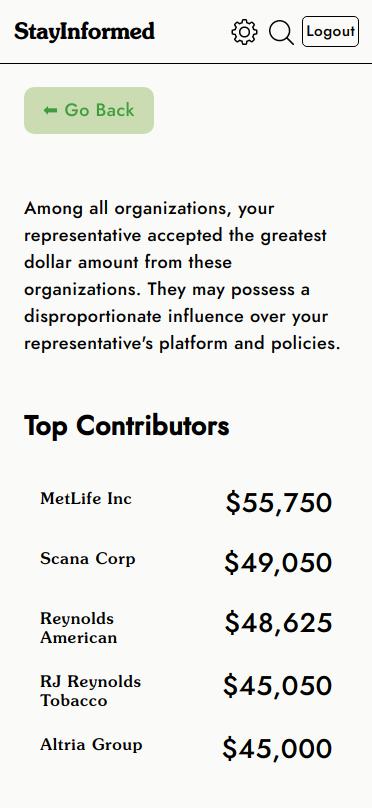 StayInformed
Logout
⬅ Go Back
Among all organizations, your
representative accepted the greatest
dollar amount from these
organizations. They may possess a
disproportionate influence over your
representative's platform and policies.
Top Contributors
MetLife Inc $55,750
Scana Corp $49,050
Reynolds
American $48,625
RJ Reynolds
Tobacco $45,050
Altria Group $45,000